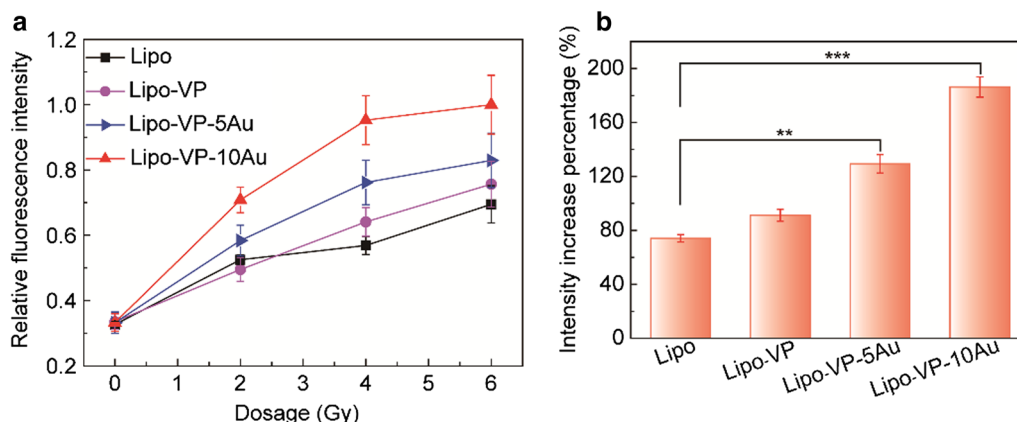 a
Relative fluorescence intensity
1.2
1.0
0.8
0.6
0.4
0.2
Lipo
Lipo-VP
Lipo-VP-5Au
Lipo-VP-10Au
0 1 2 3 4 5 6
Dosage (Gy)
b
Intensity increase percentage (%)
200
160
120
80
40
0
***
**
Lipo
Lipo-VP
Lipo-VP-5Au
Lipo-VP-10Au